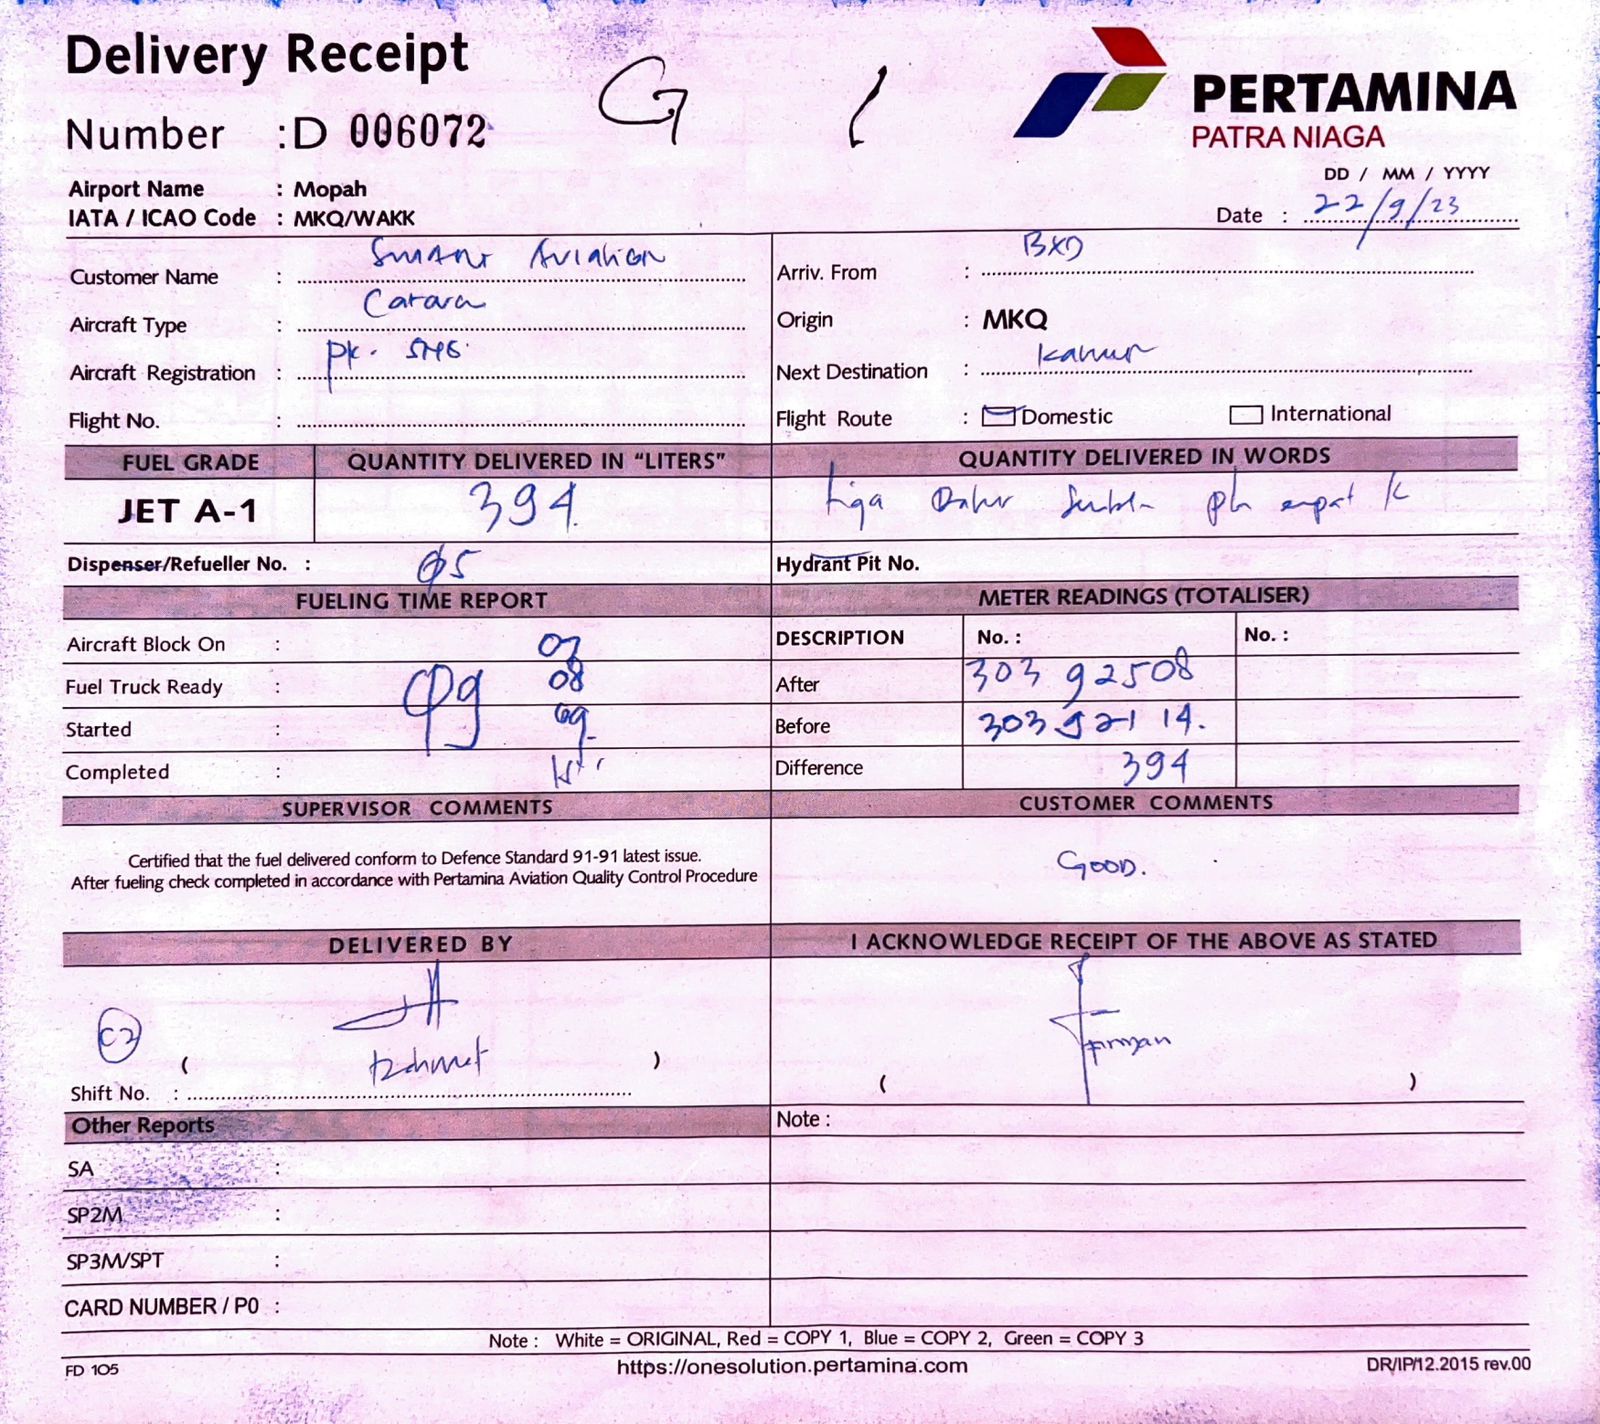 Delivery Receipt
G (
PERTAMINA
PATRA NIAGA
Number : D 006072
DD / MM / YYYY
Airport Name : Mopah
IATA / ICAO Code : MKQ/WAKK
Date : 22/9/23
Customer Name : Smart Aviation
Arriv. From : BXD
Aircraft Type :
Origin : MKQ
Aircraft Registration : PK.
Next Destination :
Flight No. :
Flight Route : Domestic International
FUEL GRADE QUANTITY DELIVERED IN “LITERS” QUANTITY DELIVERED IN WORDS
JET A-1 394 tiga empat
Dispenser/Refueller No. : 05
Hydrant Pit No.
FUELING TIME REPORT METER READINGS (TOTALISER)
DESCRIPTION No. : No. :
Aircraft Block On : 07
Fuel Truck Ready : 09 08
After 303 92508
Started : 09
Before 303 921 14.
Completed :
Difference 394
SUPERVISOR COMMENTS CUSTOMER COMMENTS
Certified that the fuel delivered conform to Defence Standard 91-91 latest issue.
After fueling check completed in accordance with Pertamina Aviation Quality Control Procedure
GOOD.
DELIVERED BY I ACKNOWLEDGE RECEIPT OF THE ABOVE AS STATED
( Rahmat )
( Firman )
Shift No. :
Other Reports
Note :
SA :
SP2M :
SP3M/SPT :
CARD NUMBER / P0 :
Note : White = ORIGINAL, Red = COPY 1, Blue = COPY 2, Green = COPY 3
FD 105 https://onesolution.pertamina.com DR/IP/12.2015 rev.00